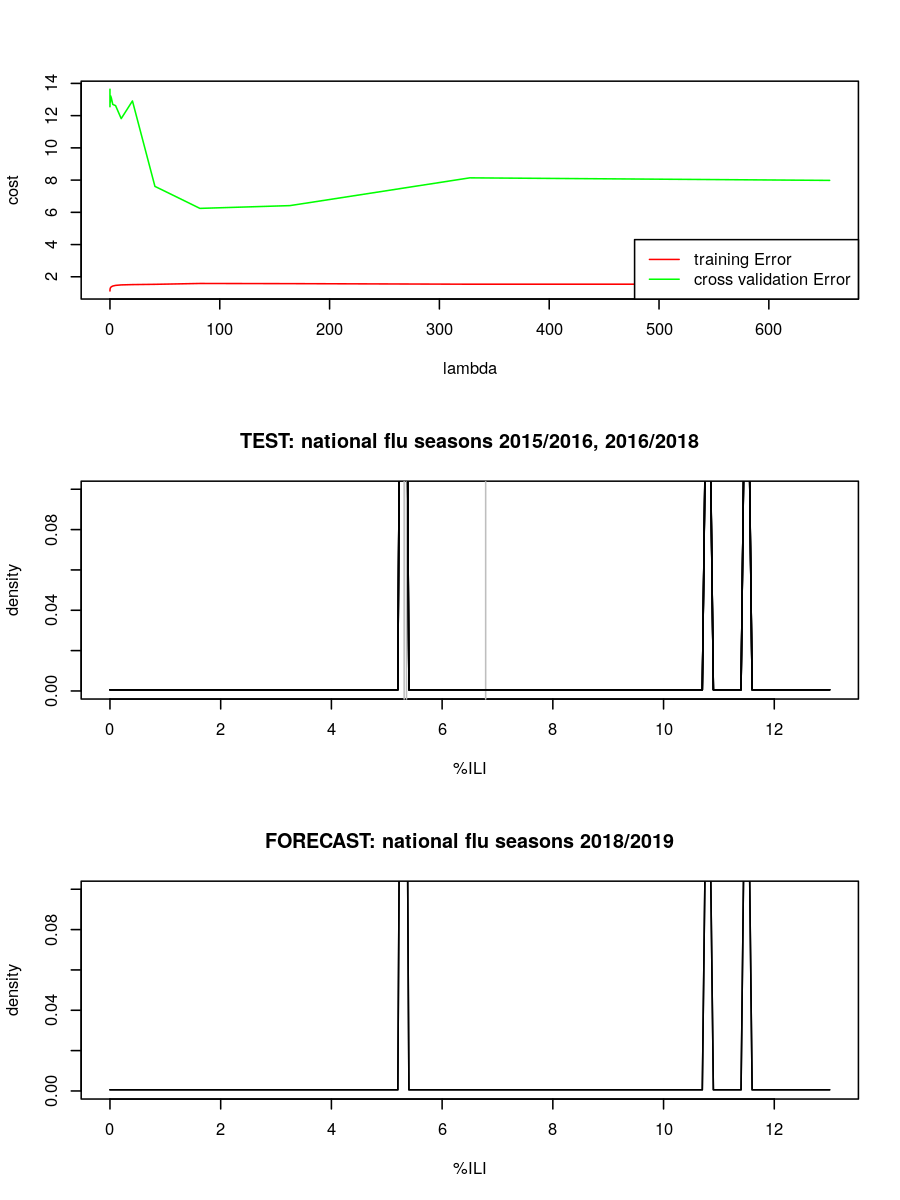 14
12
10
8
6
4
2
cost
training Error
cross validation Error
0 100 200 300 400 500 600
lambda
TEST: national flu seasons 2015/2016, 2016/2018
0.08
0.04
0.00
density
0 2 4 6 8 10 12
%ILI
FORECAST: national flu seasons 2018/2019
0.08
0.04
0.00
density
0 2 4 6 8 10 12
%ILI